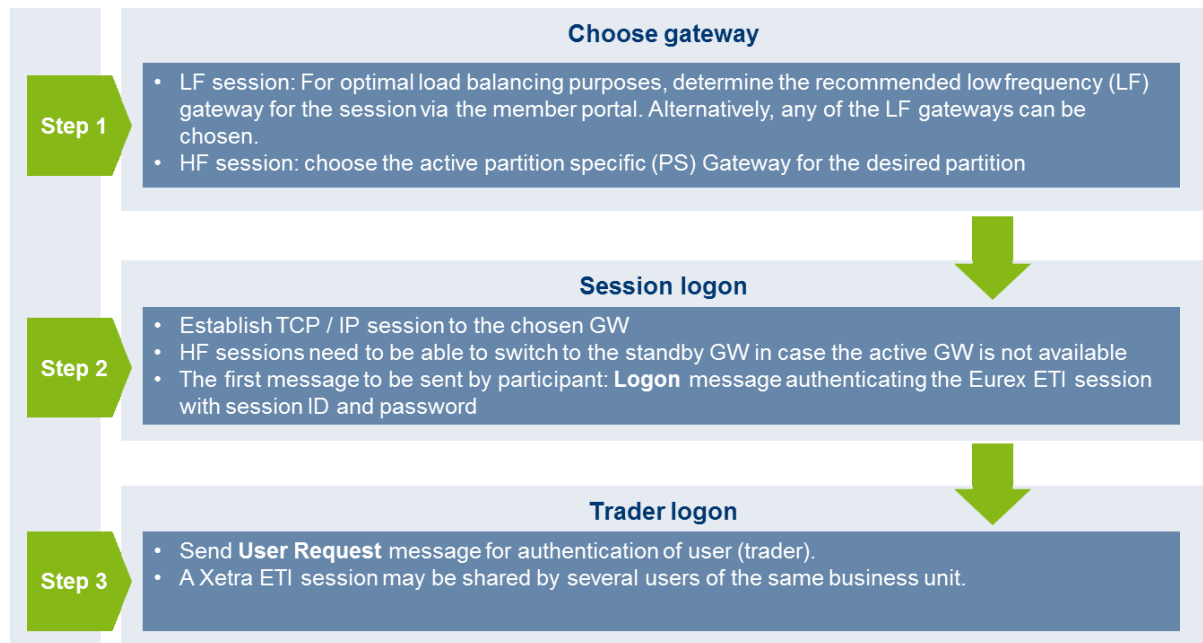 Choose gateway
Step 1
• LF session: For optimal load balancing purposes, determine the recommended low frequency (LF)
gateway for the session via the member portal. Alternatively, any of the LF gateways can be
chosen.
• HF session: choose the active partition specific (PS) Gateway for the desired partition
Session logon
Step 2
• Establish TCP / IP session to the chosen GW
• HF sessions need to be able to switch to the standby GW in case the active GW is not available
• The first message to be sent by participant: Logon message authenticating the Eurex ETI session
with session ID and password
Trader logon
Step 3
• Send User Request message for authentication of user (trader).
• A Xetra ETI session may be shared by several users of the same business unit.